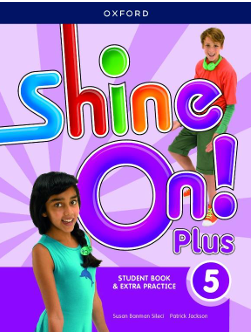 OXFORD
Shine
On!
Plus
STUDENT BOOK
& EXTRA PRACTICE
5
Susan Banman Sileci Patrick Jackson